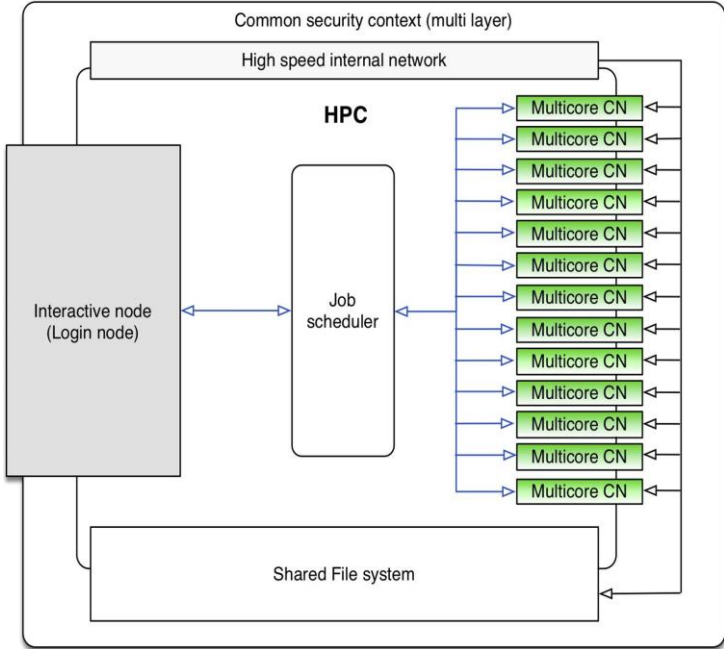 Common security context (multi layer)
High speed internal network
HPC
Multicore CN
Multicore CN
Multicore CN
Multicore CN
Multicore CN
Multicore CN
Multicore CN
Multicore CN
Multicore CN
Multicore CN
Multicore CN
Multicore CN
Multicore CN
Interactive node
(Login node)
Job
scheduler
Shared File system